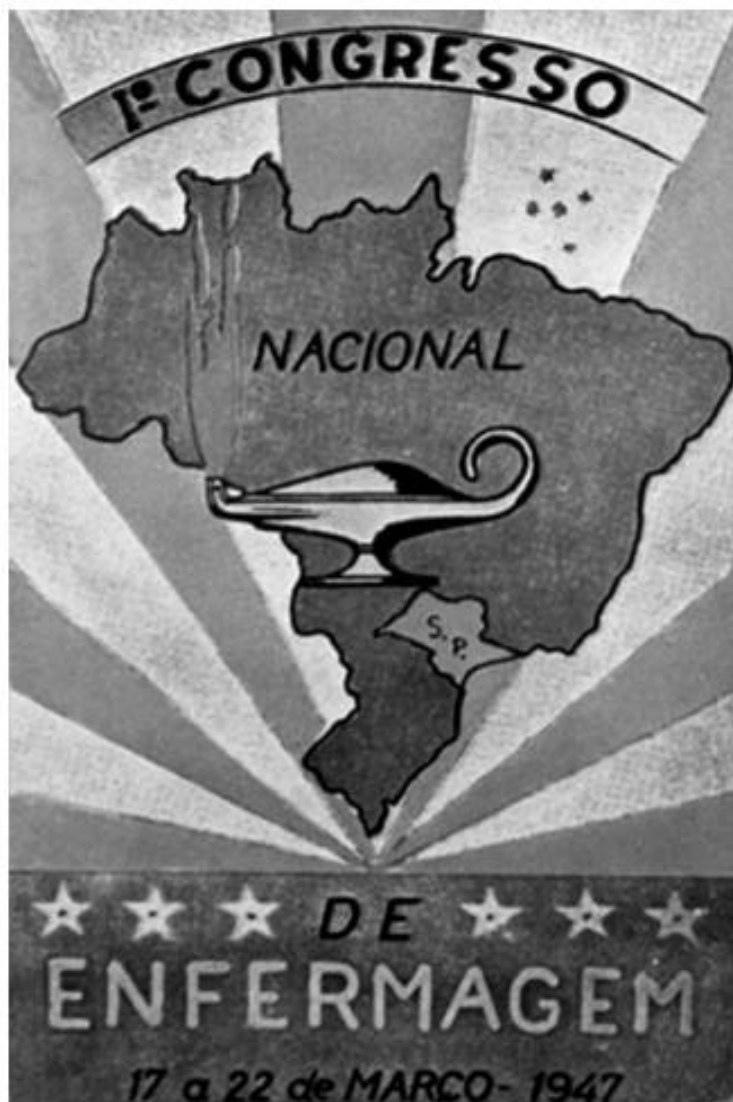 1º CONGRESSO
NACIONAL
S.P.
DE
ENFERMAGEM
17 a 22 de MARÇO - 1947